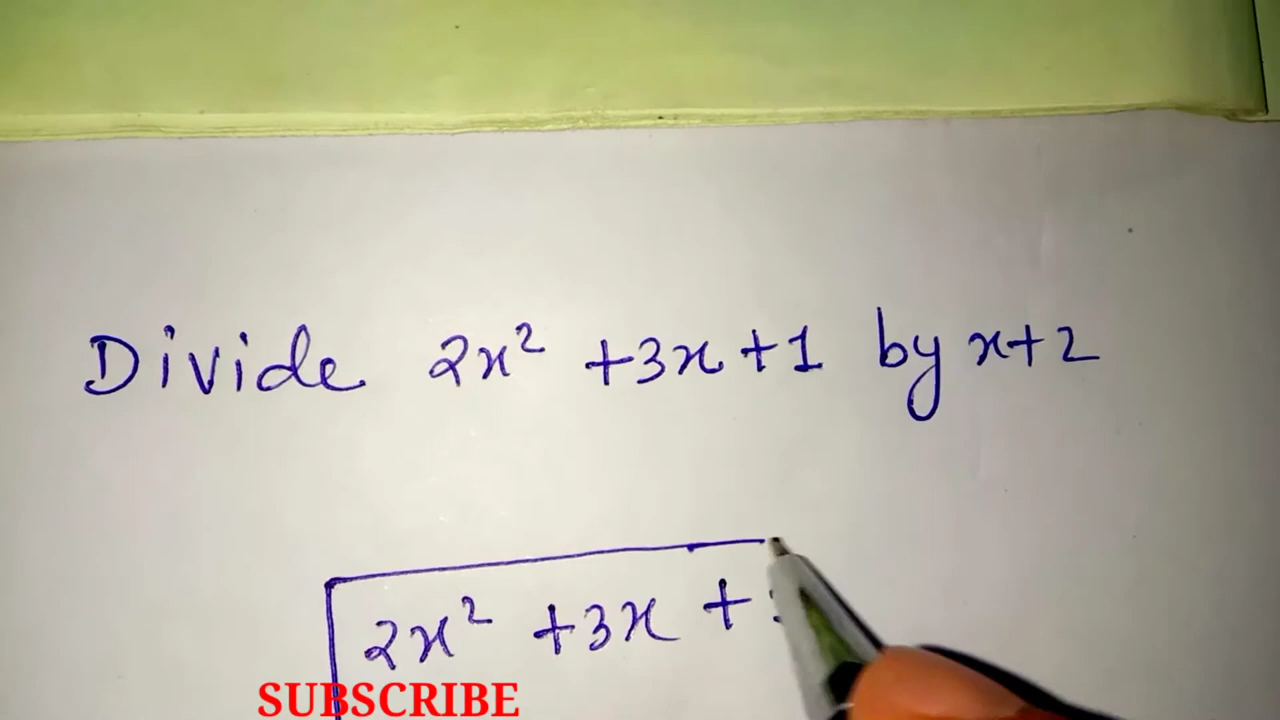 Divide 2x² +3x+1 by x+2
2x² +3x +
SUBSCRIBE